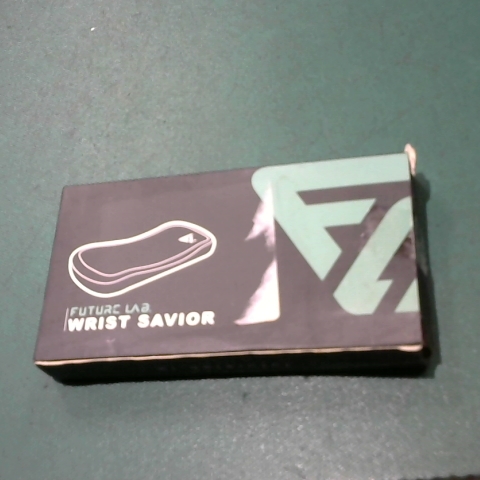 FUTURE LAB.
WRIST SAVIOR